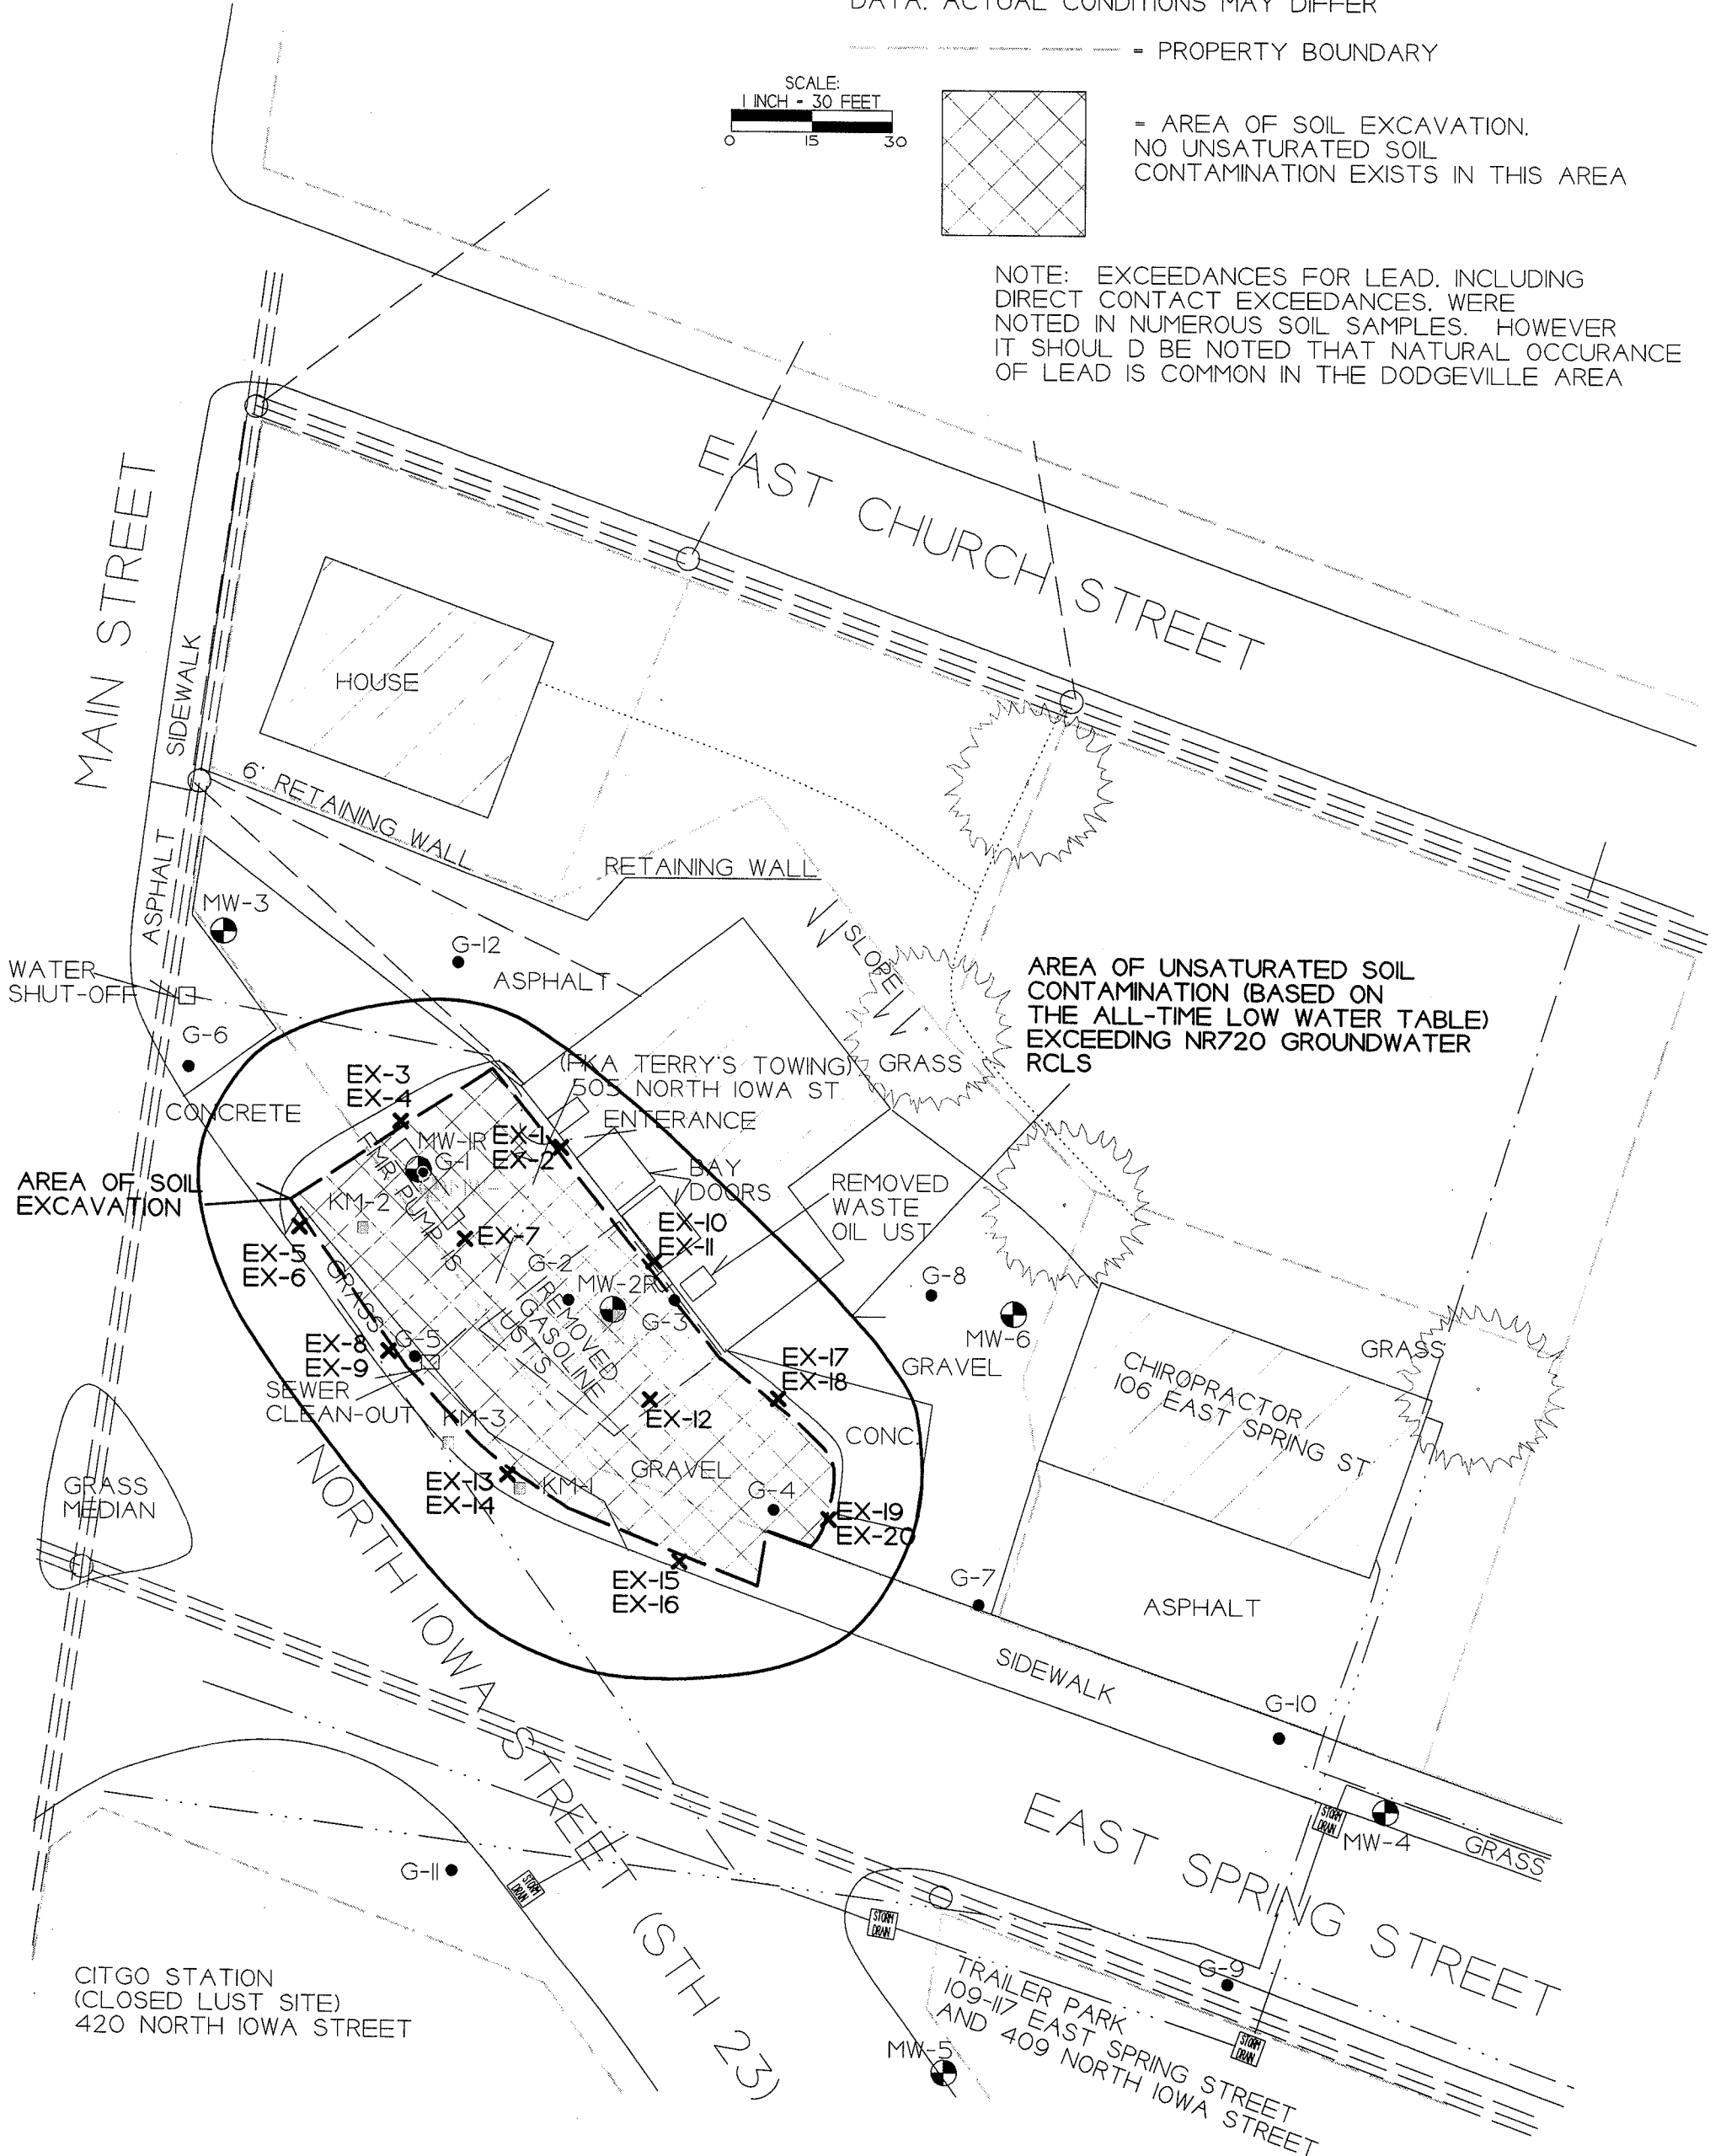 DATA. ACTUAL CONDITIONS MAY DIFFER
= PROPERTY BOUNDARY
SCALE:
1 INCH = 30 FEET
0 15 30
= AREA OF SOIL EXCAVATION.
NO UNSATURATED SOIL
CONTAMINATION EXISTS IN THIS AREA
NOTE: EXCEEDANCES FOR LEAD, INCLUDING
DIRECT CONTACT EXCEEDANCES, WERE
NOTED IN NUMEROUS SOIL SAMPLES. HOWEVER
IT SHOUL D BE NOTED THAT NATURAL OCCURANCE
OF LEAD IS COMMON IN THE DODGEVILLE AREA
EAST CHURCH STREET
MAIN STREET
SIDEWALK
HOUSE
6' RETAINING WALL
RETAINING WALL
ASPHALT
MW-3
G-12
ASPHALT
SLOPE
WATER
SHUT-OFF
G-6
AREA OF UNSATURATED SOIL
CONTAMINATION (BASED ON
THE ALL-TIME LOW WATER TABLE)
EXCEEDING NR720 GROUNDWATER
RCLS
(FKA TERRY'S TOWING)
505 NORTH IOWA ST
GRASS
EX-3
EX-4
CONCRETE
ENTRANCE
MW-1R
G-1
EX-1
EX-2
BAY
DOORS
REMOVED
WASTE
OIL UST
AREA OF SOIL
EXCAVATION
KM-2
EX-5
EX-6
EX-7
EX-10
EX-11
G-2
MW-2R
G-3
REMOVED
GASOLINE
UST'S
GRASS
G-8
MW-6
EX-8
EX-9
G-5
SEWER
CLEAN-OUT
EX-17
EX-18
GRAVEL
CHIROPRACTOR
106 EAST SPRING ST
GRASS
KM-3
EX-12
CONC.
GRASS
MEDIAN
EX-13
EX-14
KM-1
GRAVEL
G-4
EX-19
EX-20
EX-15
EX-16
G-7
ASPHALT
SIDEWALK
G-10
NORTH IOWA STREET (STH 23)
EAST SPRING STREET
STORM
DRAIN
MW-4
GRASS
G-11
STORM
DRAIN
STORM
DRAIN
G-9
STORM
DRAIN
TRAILER PARK
109-117 EAST SPRING STREET
AND 409 NORTH IOWA STREET
MW-5
CITGO STATION
(CLOSED LUST SITE)
420 NORTH IOWA STREET